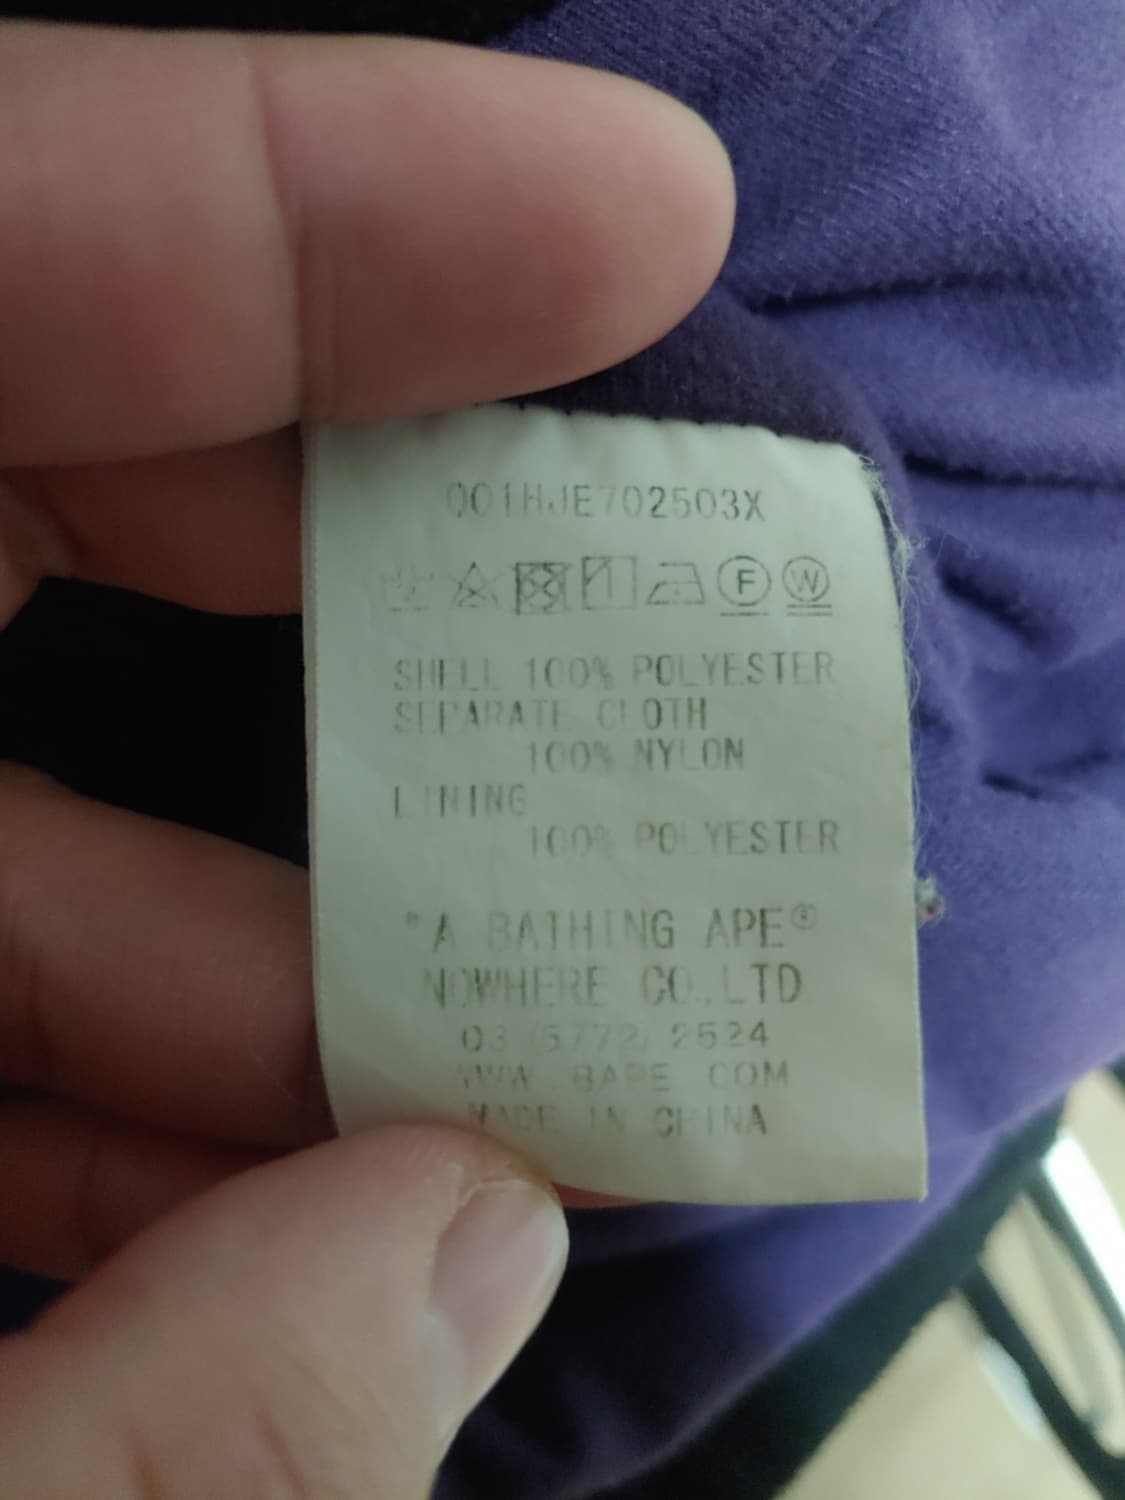 001HJE702503X
F W
SHELL 100% POLYESTER
SEPARATE CLOTH
100% NYLON
LINING
100% POLYESTER
"A BATHING APE®
NOWHERE CO.,LTD
03(5772)2524
WWW.BAPE.COM
MADE IN CHINA